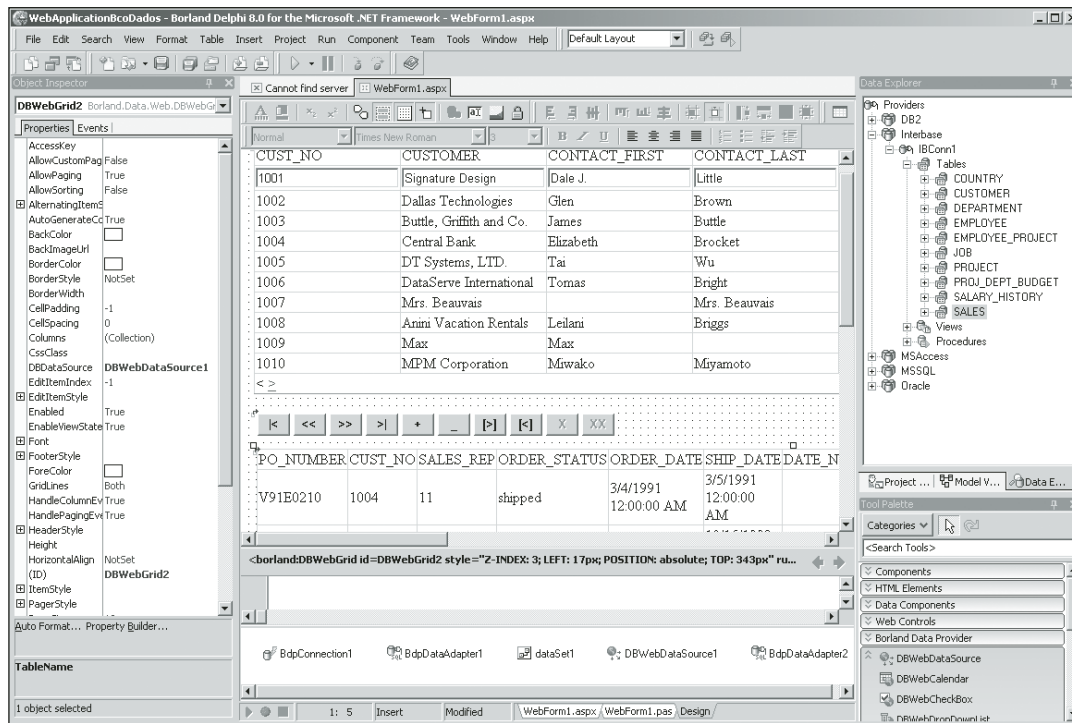 WebApplicationBcoDados - Borland Delphi 8.0 for the Microsoft .NET Framework - WebForm1.aspx
File Edit Search View Format Table Insert Project Run Component Team Tools Window Help Default Layout
Object Inspector
DBWebGrid2 Borland.Data.Web.DBWebGr
Properties Events
AccessKey
AllowCustomPag False
AllowPaging True
AllowSorting False
AlternatingItemS
AutoGenerateCo True
BackColor
BackImageUrl
BorderColor
BorderStyle NotSet
BorderWidth
CellPadding -1
CellSpacing 0
Columns (Collection)
CssClass
DBDataSource DBWebDataSource1
EditItemIndex -1
EditItemStyle
Enabled True
EnableViewState True
Font
FooterStyle
ForeColor
GridLines Both
HandleColumnEv True
HandlePagingEve True
HeaderStyle
Height
HorizontalAlign NotSet
(ID) DBWebGrid2
ItemStyle
PagerStyle
Auto Format... Property Builder...
TableName
1 object selected
Cannot find server WebForm1.aspx
Normal Times New Roman 3 B I U
CUST_NO CUSTOMER CONTACT_FIRST CONTACT_LAST
1001 Signature Design Dale J. Little
1002 Dallas Technologies Glen Brown
1003 Buttle, Griffith and Co. James Buttle
1004 Central Bank Elizabeth Brocket
1005 DT Systems, LTD. Tai Wu
1006 DataServe International Tomas Bright
1007 Mrs. Beauvais Mrs. Beauvais
1008 Anini Vacation Rentals Leilani Briggs
1009 Max Max
1010 MPM Corporation Miwako Miyamoto
< >
|< << >> >| + _ [>] [<] X XX
PO_NUMBER CUST_NO SALES_REP ORDER_STATUS ORDER_DATE SHIP_DATE DATE_N
V91E0210 1004 11 shipped 3/4/1991 12:00:00 AM 3/5/1991 12:00:00 AM
<borland:DBWebGrid id=DBWebGrid2 style="Z-INDEX: 3; LEFT: 17px; POSITION: absolute; TOP: 343px" ru...
BdpConnection1 BdpDataAdapter1 dataSet1 DBWebDataSource1 BdpDataAdapter2
1: 5 Insert Modified WebForm1.aspx WebForm1.pas Design
Data Explorer
Providers
DB2
Interbase
IBConn1
Tables
COUNTRY
CUSTOMER
DEPARTMENT
EMPLOYEE
EMPLOYEE_PROJECT
JOB
PROJECT
PROJ_DEPT_BUDGET
SALARY_HISTORY
SALES
Views
Procedures
MSAccess
MSSQL
Oracle
Project ... Model V... Data E...
Tool Palette
Categories
<Search Tools>
Components
HTML Elements
Data Components
Web Controls
Borland Data Provider
DBWebDataSource
DBWebCalendar
DBWebCheckBox
DBWebDropDownList